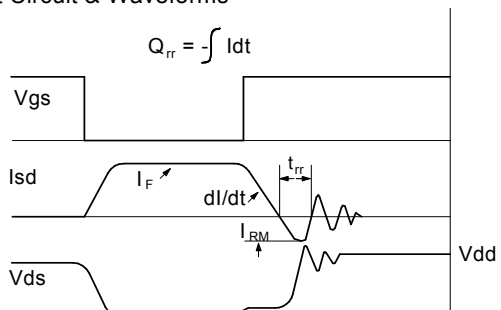 Circuit & Waveforms
Qrr = -∫ Idt
Vgs
Isd
IF
dI/dt
trr
IRM
Vds
Vdd